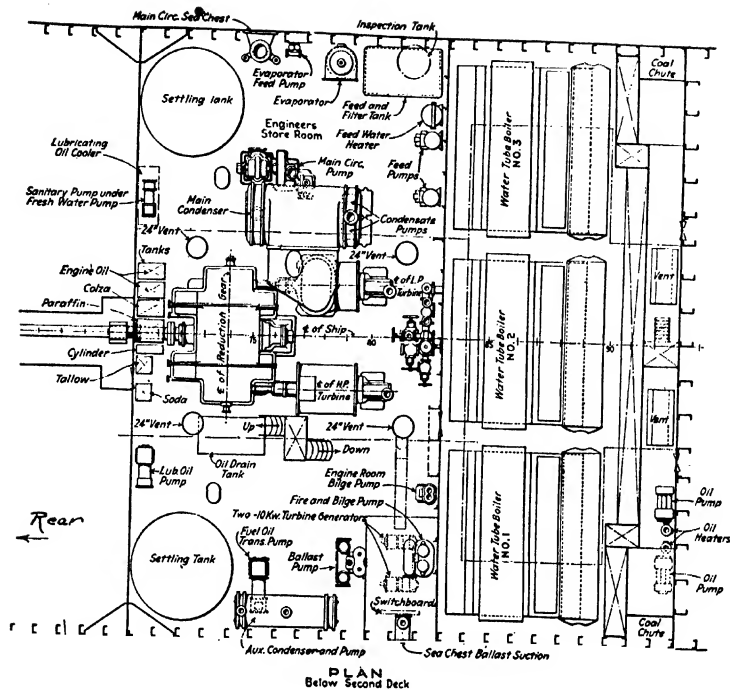 Main Circ. Sea Chest
Inspection Tank
Coal
Chute
Evaporator
Feed Pump
Evaporator
Feed and
Filter Tank
Settling Tank
Engineers
Store Room
Feed Water
Heater
Water Tube Boiler
NO. 3
Lubricating
Oil Cooler
Main Circ.
Pump
Feed
Pumps
Sanitary Pump under
Fresh Water Pump
Main
Condenser
Condensate
Pumps
24" Vent
24" Vent
Tanks
Engine Oil
Colza
Paraffin
Cylinder
Tallow
Soda
℄ of Reduction Gear
℄ of L.P.
Turbine
75
℄ of Ship
80
85
90
Water Tube Boiler
NO. 2
Vent
Vent
℄ of H.P.
Turbine
24" Vent
Up
24" Vent
Down
Oil Drain
Tank
Lub. Oil
Pump
Engine Room
Bilge Pump
Fire and Bilge Pump
Two-10Kw. Turbine Generators
Rear
Fuel Oil
Trans. Pump
Settling
Tank
Ballast
Pump
Switchboard
Water Tube Boiler
NO. 1
Oil
Pump
Oil
Heaters
Oil
Pump
Coal
Chute
Aux. Condenser and Pump
Sea Chest Ballast Suction
PLAN
Below Second Deck